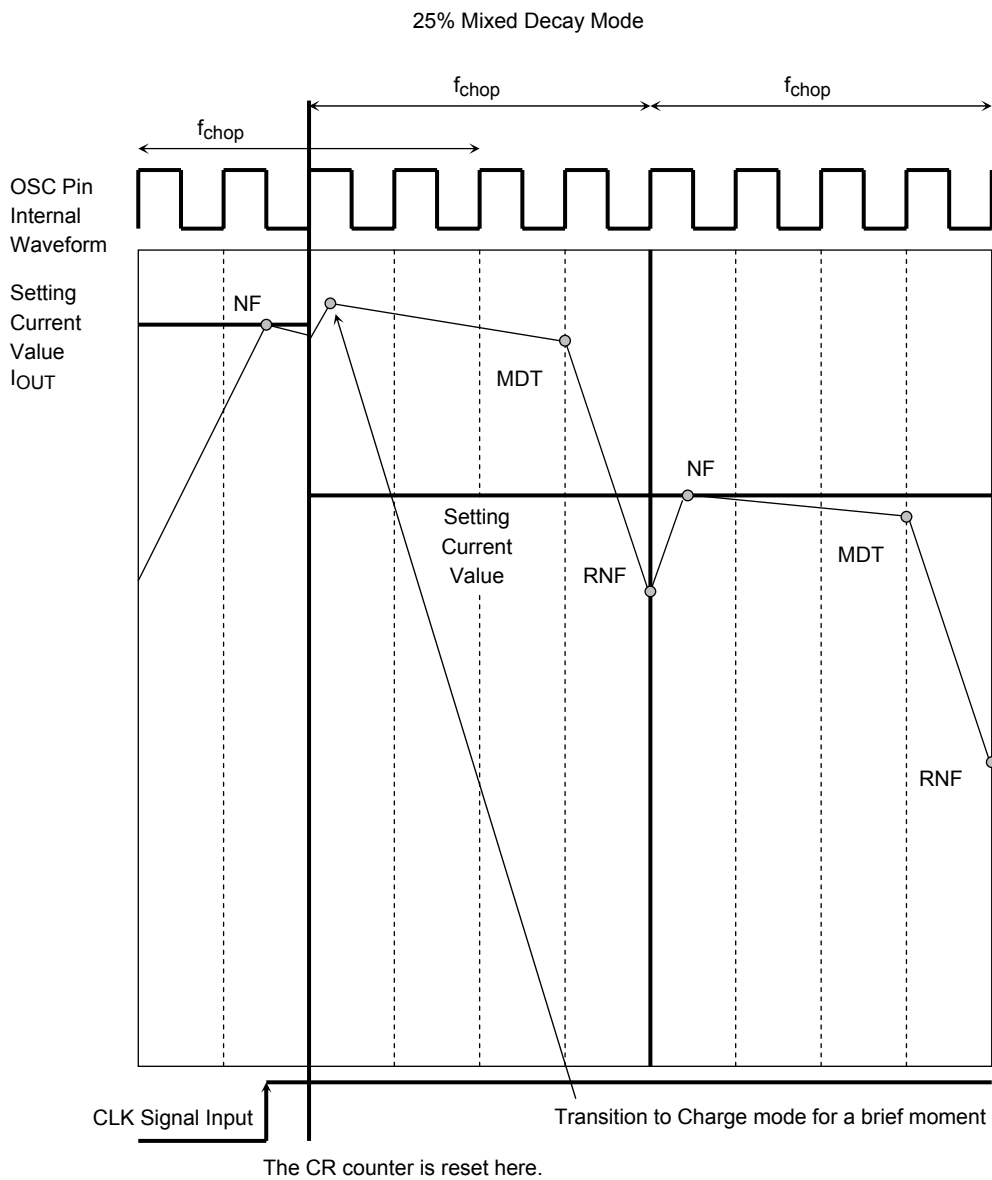 25% Mixed Decay Mode
fchop
fchop
fchop
OSC Pin
Internal
Waveform
Setting
Current
Value
IOUT
NF
MDT
NF
Setting
Current
Value
RNF
MDT
RNF
CLK Signal Input
Transition to Charge mode for a brief moment
The CR counter is reset here.